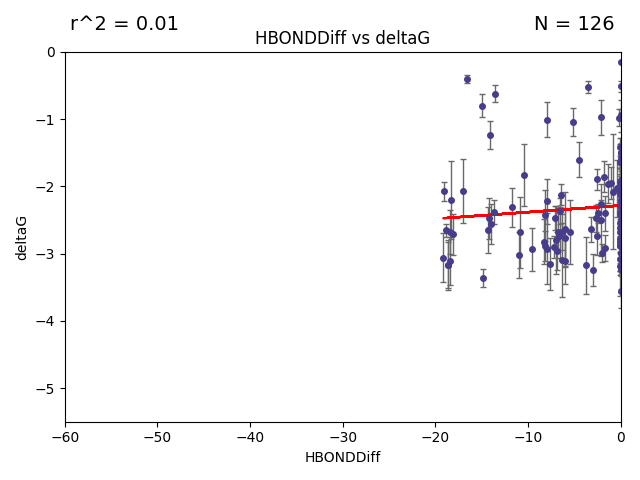 r^2 = 0.01
N = 126
HBONDDiff vs deltaG
deltaG
0
−1
−2
−3
−4
−5
−60
−50
−40
−30
−20
−10
0
HBONDDiff